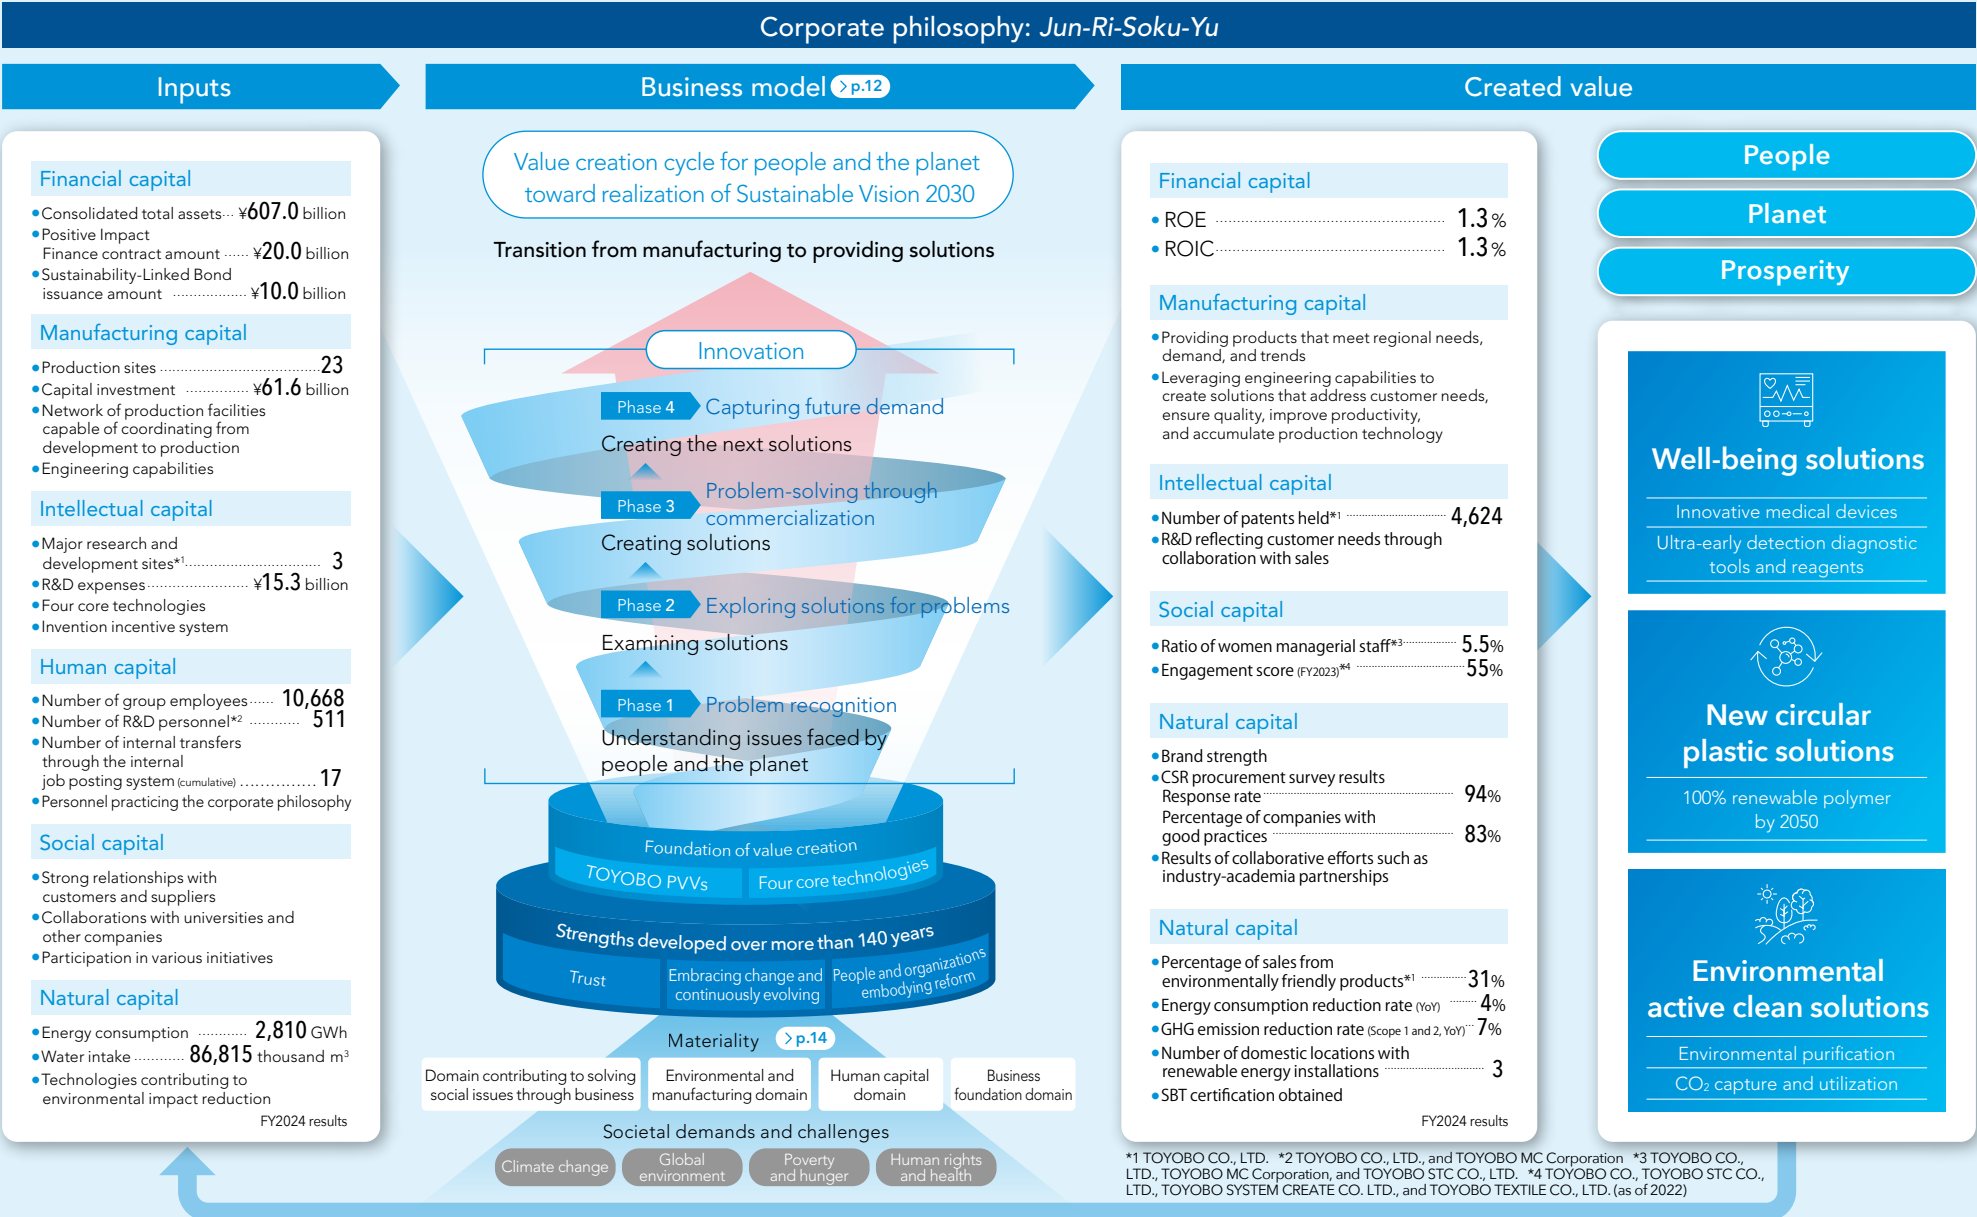 Corporate philosophy: Jun-Ri-Soku-Yu
Inputs
Financial capital
●Consolidated total assets··· ¥607.0 billion
●Positive Impact
Finance contract amount ······ ¥20.0 billion
●Sustainability-Linked Bond
issuance amount ·················· ¥10.0 billion
Manufacturing capital
●Production sites ······································· 23
●Capital investment ··············· ¥61.6 billion
●Network of production facilities
capable of coordinating from
development to production
●Engineering capabilities
Intellectual capital
●Major research and
development sites*1································· 3
●R&D expenses························ ¥15.3 billion
●Four core technologies
●Invention incentive system
Human capital
●Number of group employees······ 10,668
●Number of R&D personnel*2 ············ 511
●Number of internal transfers
through the internal
job posting system (cumulative) ··············· 17
●Personnel practicing the corporate philosophy
Social capital
●Strong relationships with
customers and suppliers
●Collaborations with universities and
other companies
●Participation in various initiatives
Natural capital
●Energy consumption ············ 2,810 GWh
●Water intake ············ 86,815 thousand m3
●Technologies contributing to
environmental impact reduction
FY2024 results
Business model >p.12
Value creation cycle for people and the planet
toward realization of Sustainable Vision 2030
Transition from manufacturing to providing solutions
Innovation
Phase 4 Capturing future demand
Creating the next solutions
Phase 3 Problem-solving through
commercialization
Creating solutions
Phase 2 Exploring solutions for problems
Examining solutions
Phase 1 Problem recognition
Understanding issues faced by
people and the planet
Foundation of value creation
TOYOBO PVVs Four core technologies
Strengths developed over more than 140 years
Trust
Embracing change and
continuously evolving
People and organizations
embodying reform
Materiality >p.14
Domain contributing to solving
social issues through business
Environmental and
manufacturing domain
Human capital
domain
Business
foundation domain
Societal demands and challenges
Climate change
Global
environment
Poverty
and hunger
Human rights
and health
Created value
Financial capital
● ROE ············································ 1.3 %
● ROIC············································ 1.3 %
Manufacturing capital
●Providing products that meet regional needs,
demand, and trends
●Leveraging engineering capabilities to
create solutions that address customer needs,
ensure quality, improve productivity,
and accumulate production technology
Intellectual capital
●Number of patents held*1 ······························ 4,624
●R&D reflecting customer needs through
collaboration with sales
Social capital
●Ratio of women managerial staff*3················ 5.5%
●Engagement score (FY2023)*4 ································ 55%
Natural capital
●Brand strength
●CSR procurement survey results
Response rate························································ 94%
Percentage of companies with
good practices ······················································ 83%
●Results of collaborative efforts such as
industry-academia partnerships
Natural capital
●Percentage of sales from
environmentally friendly products*1 ·············31%
●Energy consumption reduction rate (YoY) ········ 4%
●GHG emission reduction rate (Scope 1 and 2, YoY)··· 7%
●Number of domestic locations with
renewable energy installations ······························ 3
●SBT certification obtained
FY2024 results
People
Planet
Prosperity
Well-being solutions
Innovative medical devices
Ultra-early detection diagnostic
tools and reagents
New circular
plastic solutions
100% renewable polymer
by 2050
Environmental
active clean solutions
Environmental purification
CO2 capture and utilization
*1 TOYOBO CO., LTD. *2 TOYOBO CO., LTD., and TOYOBO MC Corporation *3 TOYOBO CO.,
LTD., TOYOBO MC Corporation, and TOYOBO STC CO., LTD. *4 TOYOBO CO., TOYOBO STC CO.,
LTD., TOYOBO SYSTEM CREATE CO. LTD., and TOYOBO TEXTILE CO., LTD. (as of 2022)